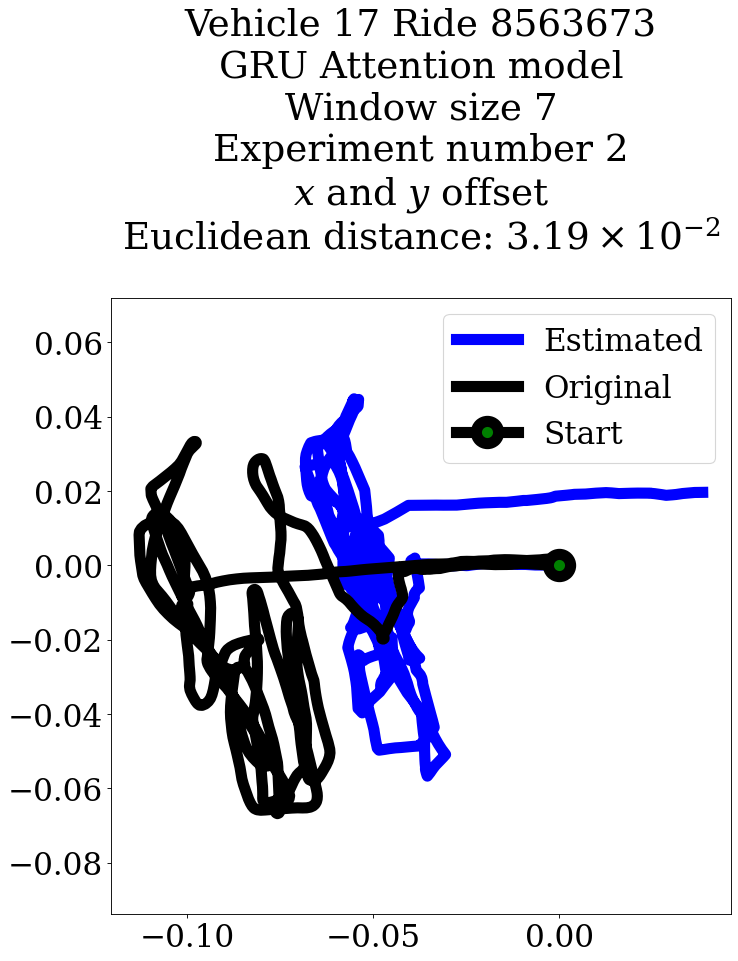 Vehicle 17 Ride 8563673
GRU Attention model
Window size 7
Experiment number 2
x and y offset
Euclidean distance: 3.19 × 10⁻²
Estimated
Original
Start
0.06
0.04
0.02
0.00
−0.02
−0.04
−0.06
−0.08
−0.10
−0.05
0.00